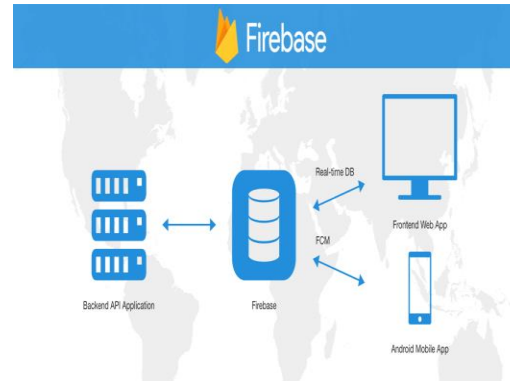 Firebase
Real-time DB
Frontend Web App
FCM
Backend API Application
Firebase
Android Mobile App